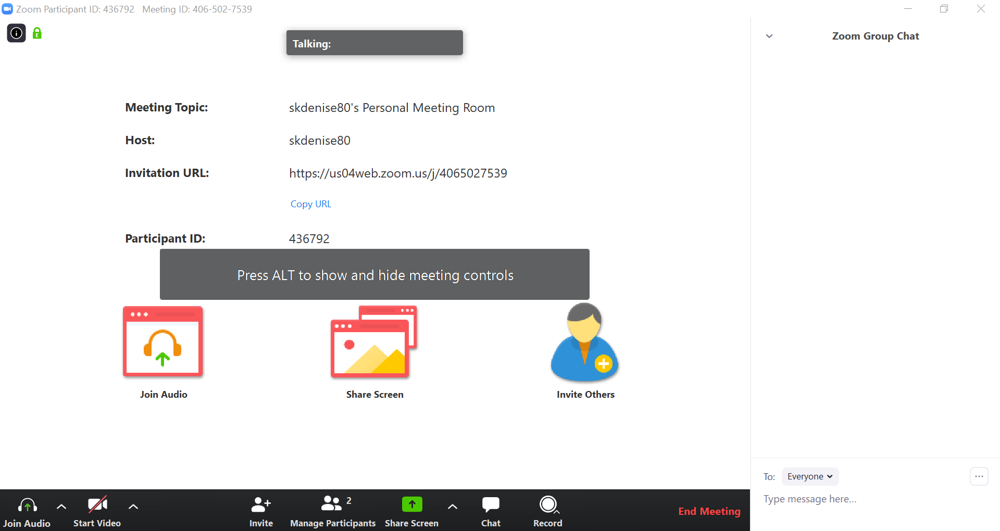 Zoom Participant ID: 436792 Meeting ID: 406-502-7539
Talking:
Zoom Group Chat
Meeting Topic: skdenise80's Personal Meeting Room
Host: skdenise80
Invitation URL: https://us04web.zoom.us/j/4065027539
Copy URL
Participant ID: 436792
Press ALT to show and hide meeting controls
Join Audio Share Screen Invite Others
To: Everyone
Type message here...
2
Join Audio Start Video Invite Manage Participants Share Screen Chat Record End Meeting